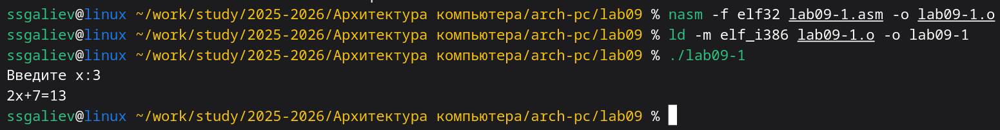 ssgaliev@linux ~/work/study/2025-2026/Архитектура компьютера/arch-pc/lab09 % nasm -f elf32 lab09-1.asm -o lab09-1.o
ssgaliev@linux ~/work/study/2025-2026/Архитектура компьютера/arch-pc/lab09 % ld -m elf_i386 lab09-1.o -o lab09-1
ssgaliev@linux ~/work/study/2025-2026/Архитектура компьютера/arch-pc/lab09 % ./lab09-1
Введите x:3
2x+7=13
ssgaliev@linux ~/work/study/2025-2026/Архитектура компьютера/arch-pc/lab09 %